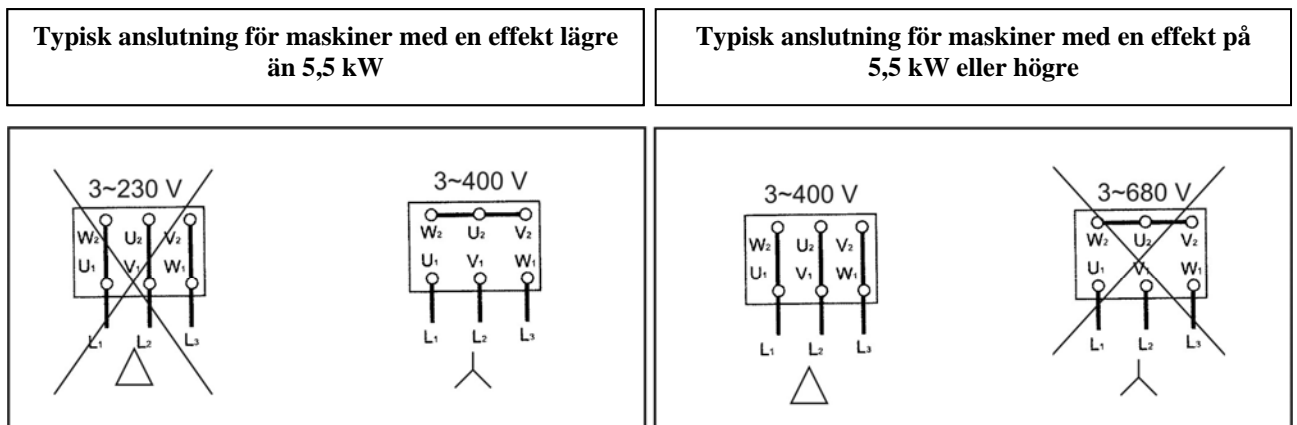 Typisk anslutning för maskiner med en effekt lägre
än 5,5 kW
Typisk anslutning för maskiner med en effekt på
5,5 kW eller högre
3~230 V
W2 U2 V2
U1 V1 W1
L1 L2 L3
3~400 V
W2 U2 V2
U1 V1 W1
L1 L2 L3
3~400 V
W2 U2 V2
U1 V1 W1
L1 L2 L3
3~680 V
W2 U2 V2
U1 V1 W1
L1 L2 L3